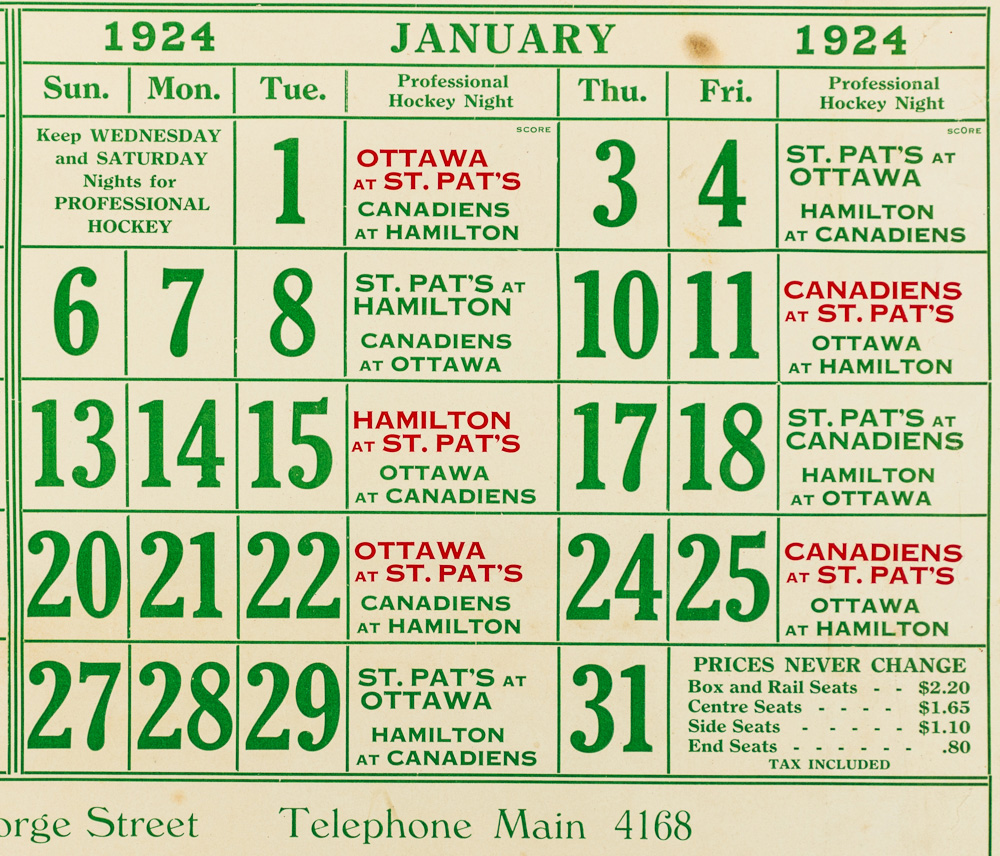 1924 JANUARY 1924
Sun. Mon. Tue. Professional Hockey Night Thu. Fri. Professional Hockey Night
Keep WEDNESDAY
and SATURDAY
Nights for
PROFESSIONAL
HOCKEY
1
SCORE
OTTAWA
AT ST. PAT'S
CANADIENS
AT HAMILTON
3
4
SCORE
ST. PAT'S AT
OTTAWA
HAMILTON
AT CANADIENS
6
7
8
ST. PAT'S AT
HAMILTON
CANADIENS
AT OTTAWA
10
11
CANADIENS
AT ST. PAT'S
OTTAWA
AT HAMILTON
13
14
15
HAMILTON
AT ST. PAT'S
OTTAWA
AT CANADIENS
17
18
ST. PAT'S AT
CANADIENS
HAMILTON
AT OTTAWA
20
21
22
OTTAWA
AT ST. PAT'S
CANADIENS
AT HAMILTON
24
25
CANADIENS
AT ST. PAT'S
OTTAWA
AT HAMILTON
27
28
29
ST. PAT'S AT
OTTAWA
HAMILTON
AT CANADIENS
31
PRICES NEVER CHANGE
Box and Rail Seats - - $2.20
Centre Seats - - - - $1.65
Side Seats - - - - - $1.10
End Seats - - - - - - .80
TAX INCLUDED
orge Street Telephone Main 4168